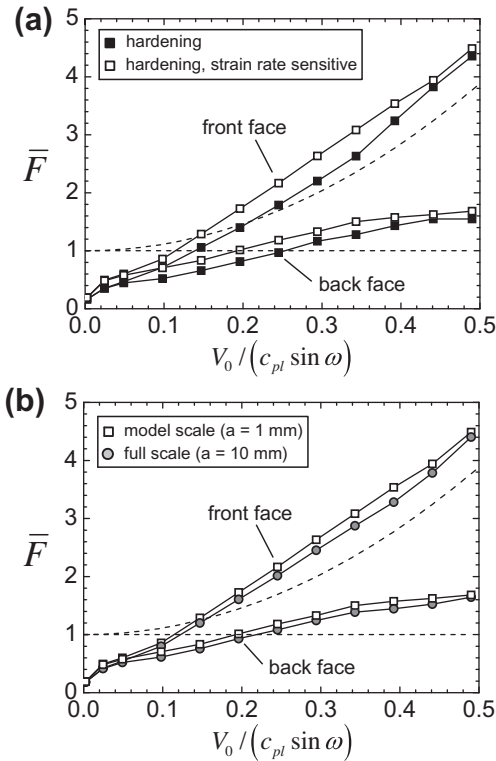 (a)
5
hardening
hardening, strain rate sensitive
4
front face
3
F̅
2
1
back face
0
0.0 0.1 0.2 0.3 0.4 0.5
V₀ / (c_pl sin ω)
(b)
5
model scale (a = 1 mm)
full scale (a = 10 mm)
4
front face
3
F̅
2
1
back face
0
0.0 0.1 0.2 0.3 0.4 0.5
V₀ / (c_pl sin ω)